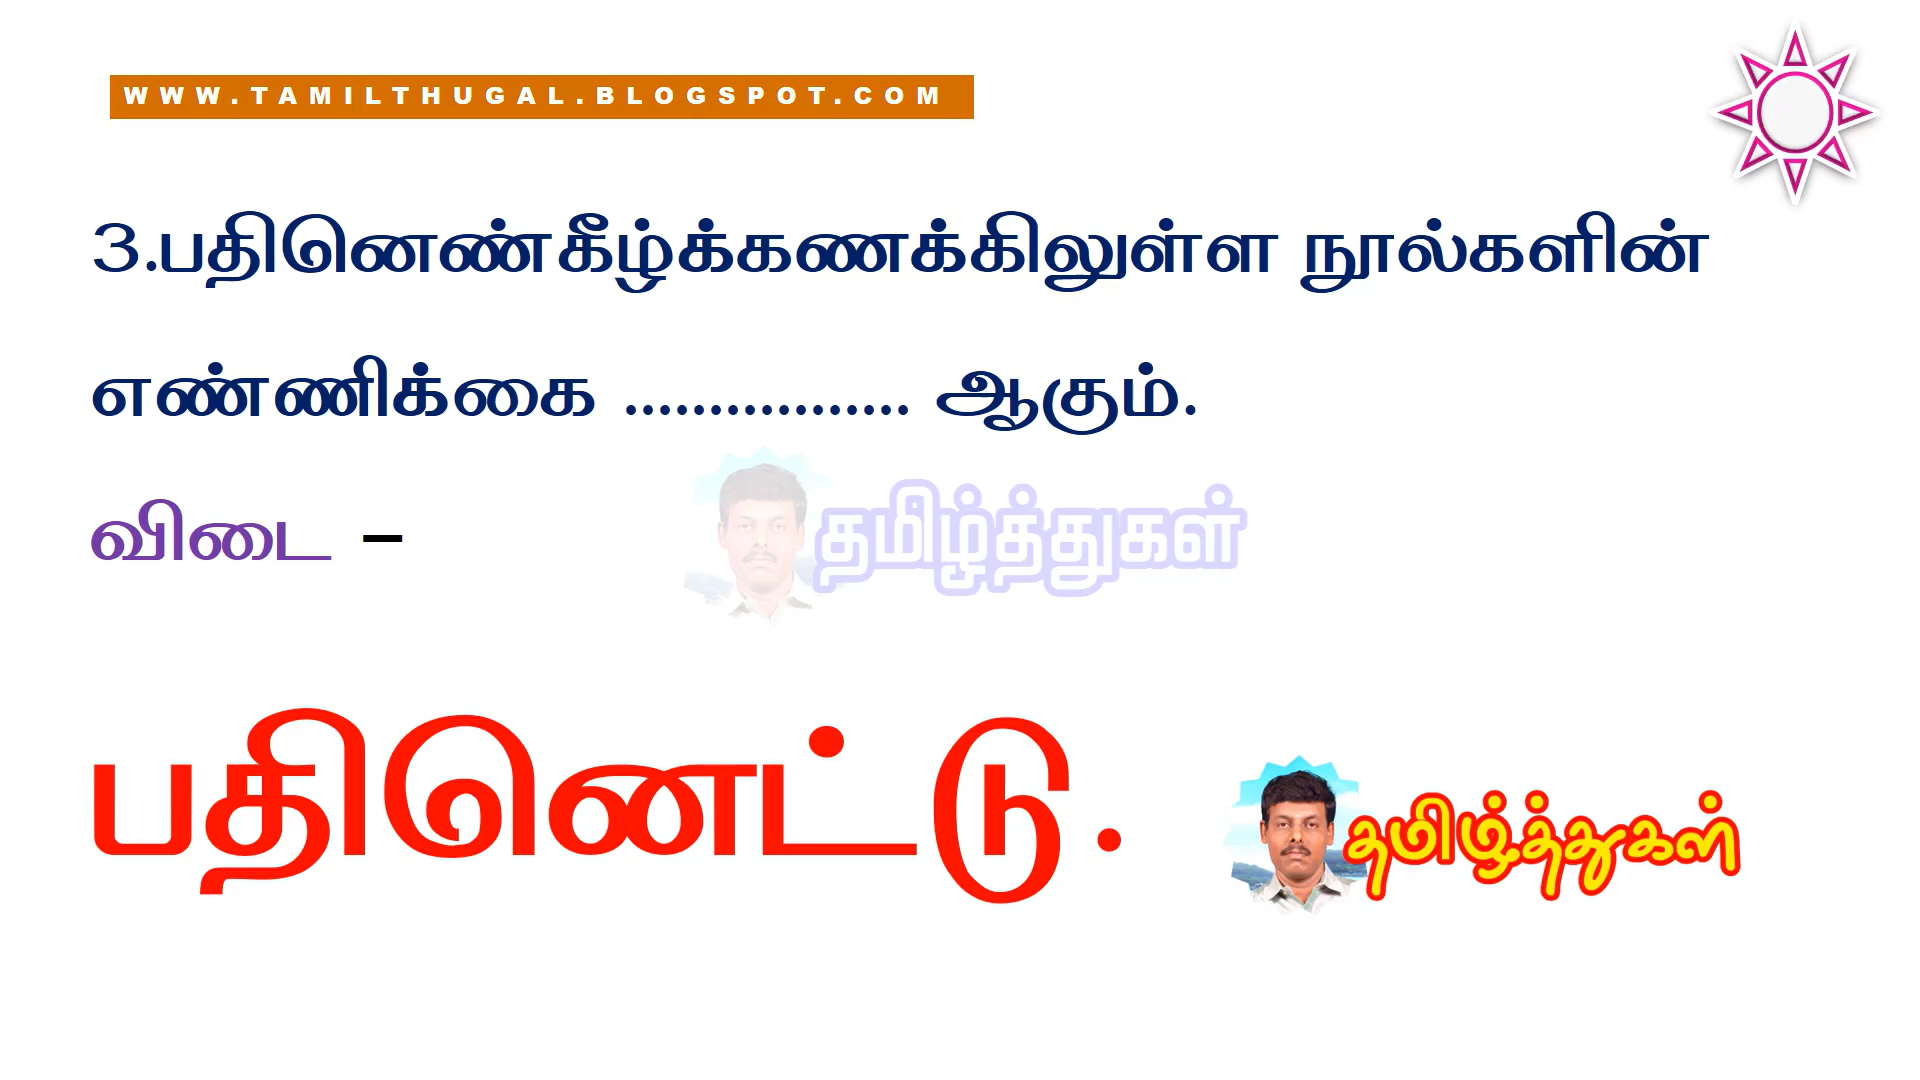 WWW.TAMILTHUGAL.BLOGSPOT.COM
3.பதினெண்கீழ்க்கணக்கிலுள்ள நூல்களின்
எண்ணிக்கை ................. ஆகும்.
விடை –
தமிழ்த்துகள்
பதினெட்டு.
தமிழ்த்துகள்